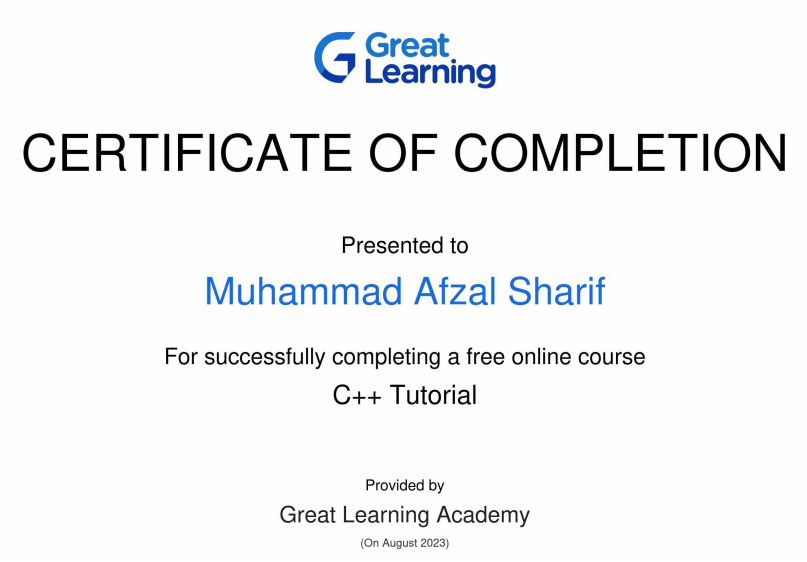 Great
Learning
CERTIFICATE OF COMPLETION
Presented to
Muhammad Afzal Sharif
For successfully completing a free online course
C++ Tutorial
Provided by
Great Learning Academy
(On August 2023)